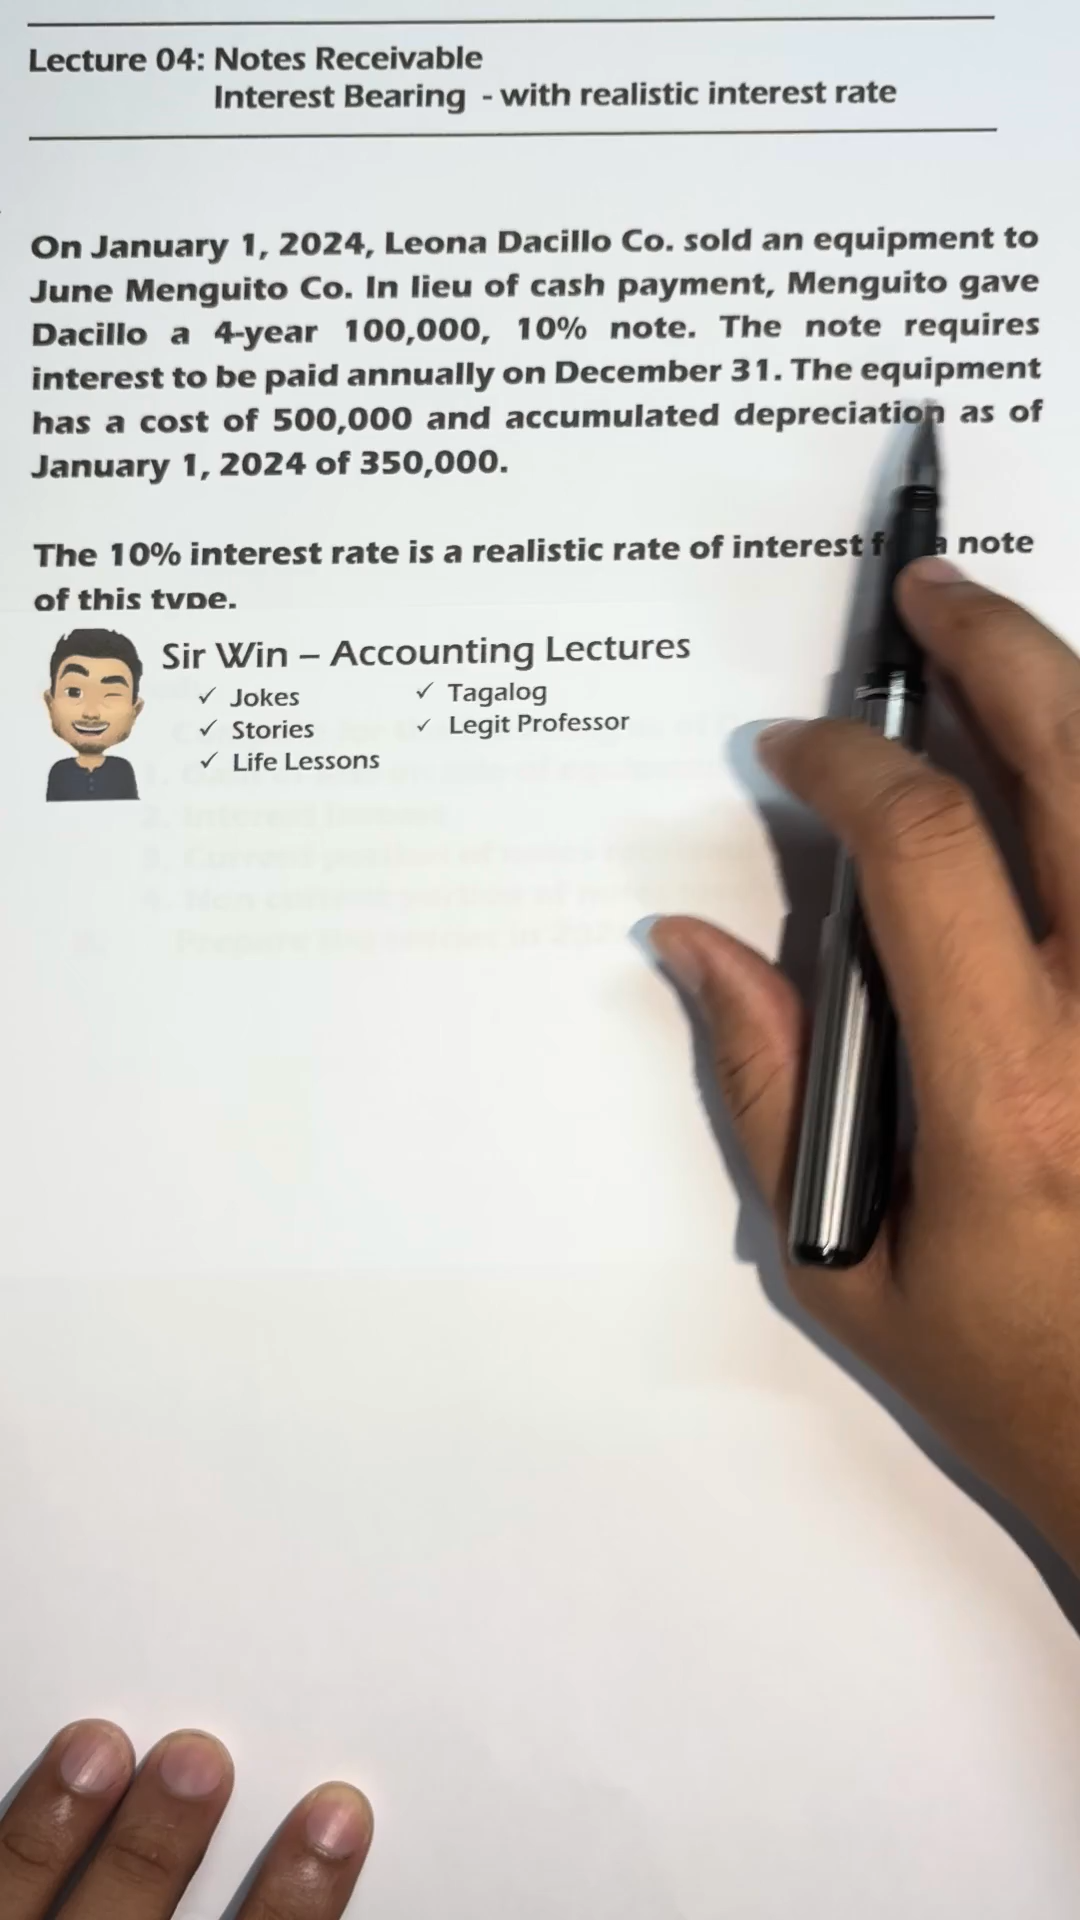 Lecture 04: Notes Receivable
Interest Bearing - with realistic interest rate
On January 1, 2024, Leona Dacillo Co. sold an equipment to
June Menguito Co. In lieu of cash payment, Menguito gave
Dacillo a 4-year 100,000, 10% note. The note requires
interest to be paid annually on December 31. The equipment
has a cost of 500,000 and accumulated depreciation as of
January 1, 2024 of 350,000.
The 10% interest rate is a realistic rate of interest a note
of this type.
Sir Win – Accounting Lectures
✓ Jokes ✓ Tagalog
✓ Stories ✓ Legit Professor
✓ Life Lessons